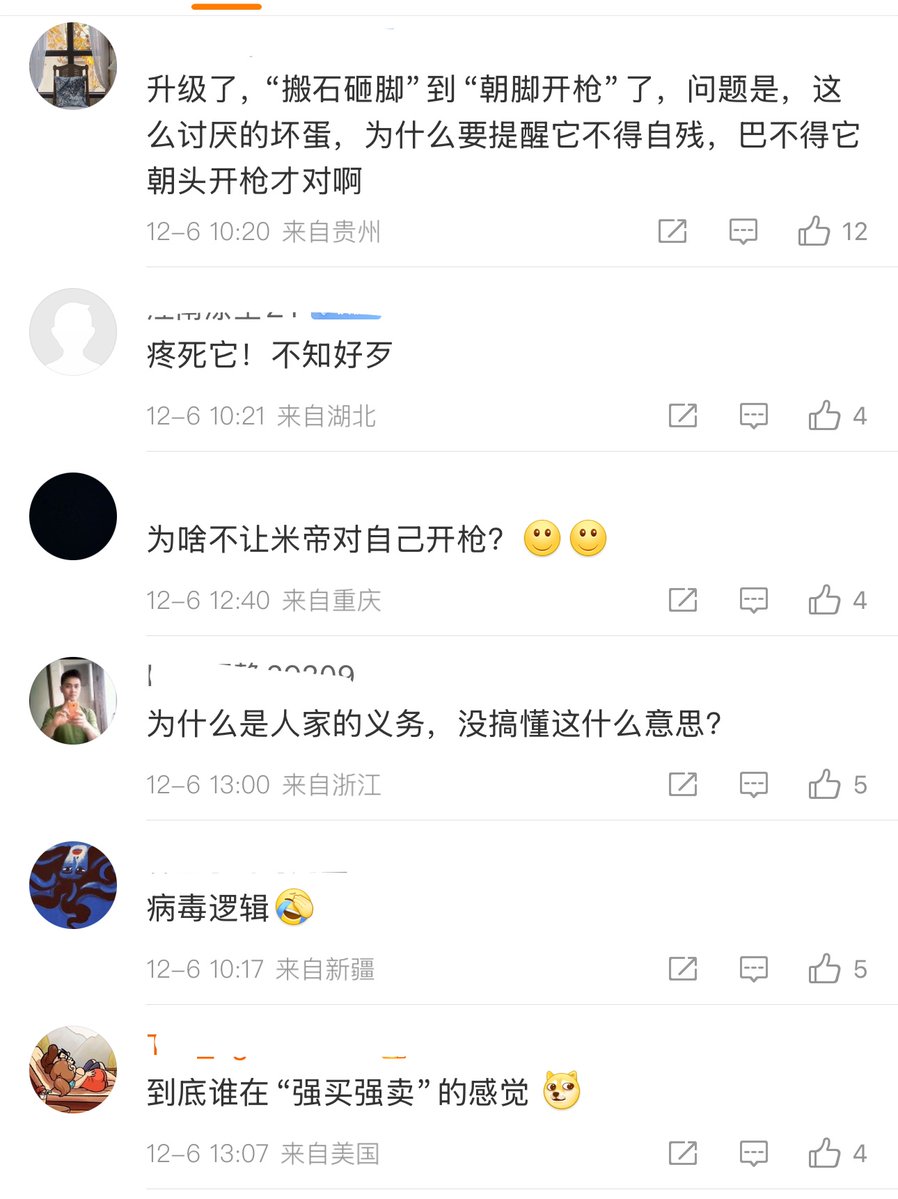 升级了，“搬石砸脚”到“朝脚开枪”了，问题是，这
么讨厌的坏蛋，为什么要提醒它不得自残，巴不得它
朝头开枪才对啊
12-6 10:20 来自贵州
12
疼死它！不知好歹
12-6 10:21 来自湖北
4
为啥不让米帝对自己开枪？
12-6 12:40 来自重庆
4
为什么是人家的义务，没搞懂这什么意思？
12-6 13:00 来自浙江
5
病毒逻辑
12-6 10:17 来自新疆
5
到底谁在“强买强卖”的感觉
12-6 13:07 来自美国
4